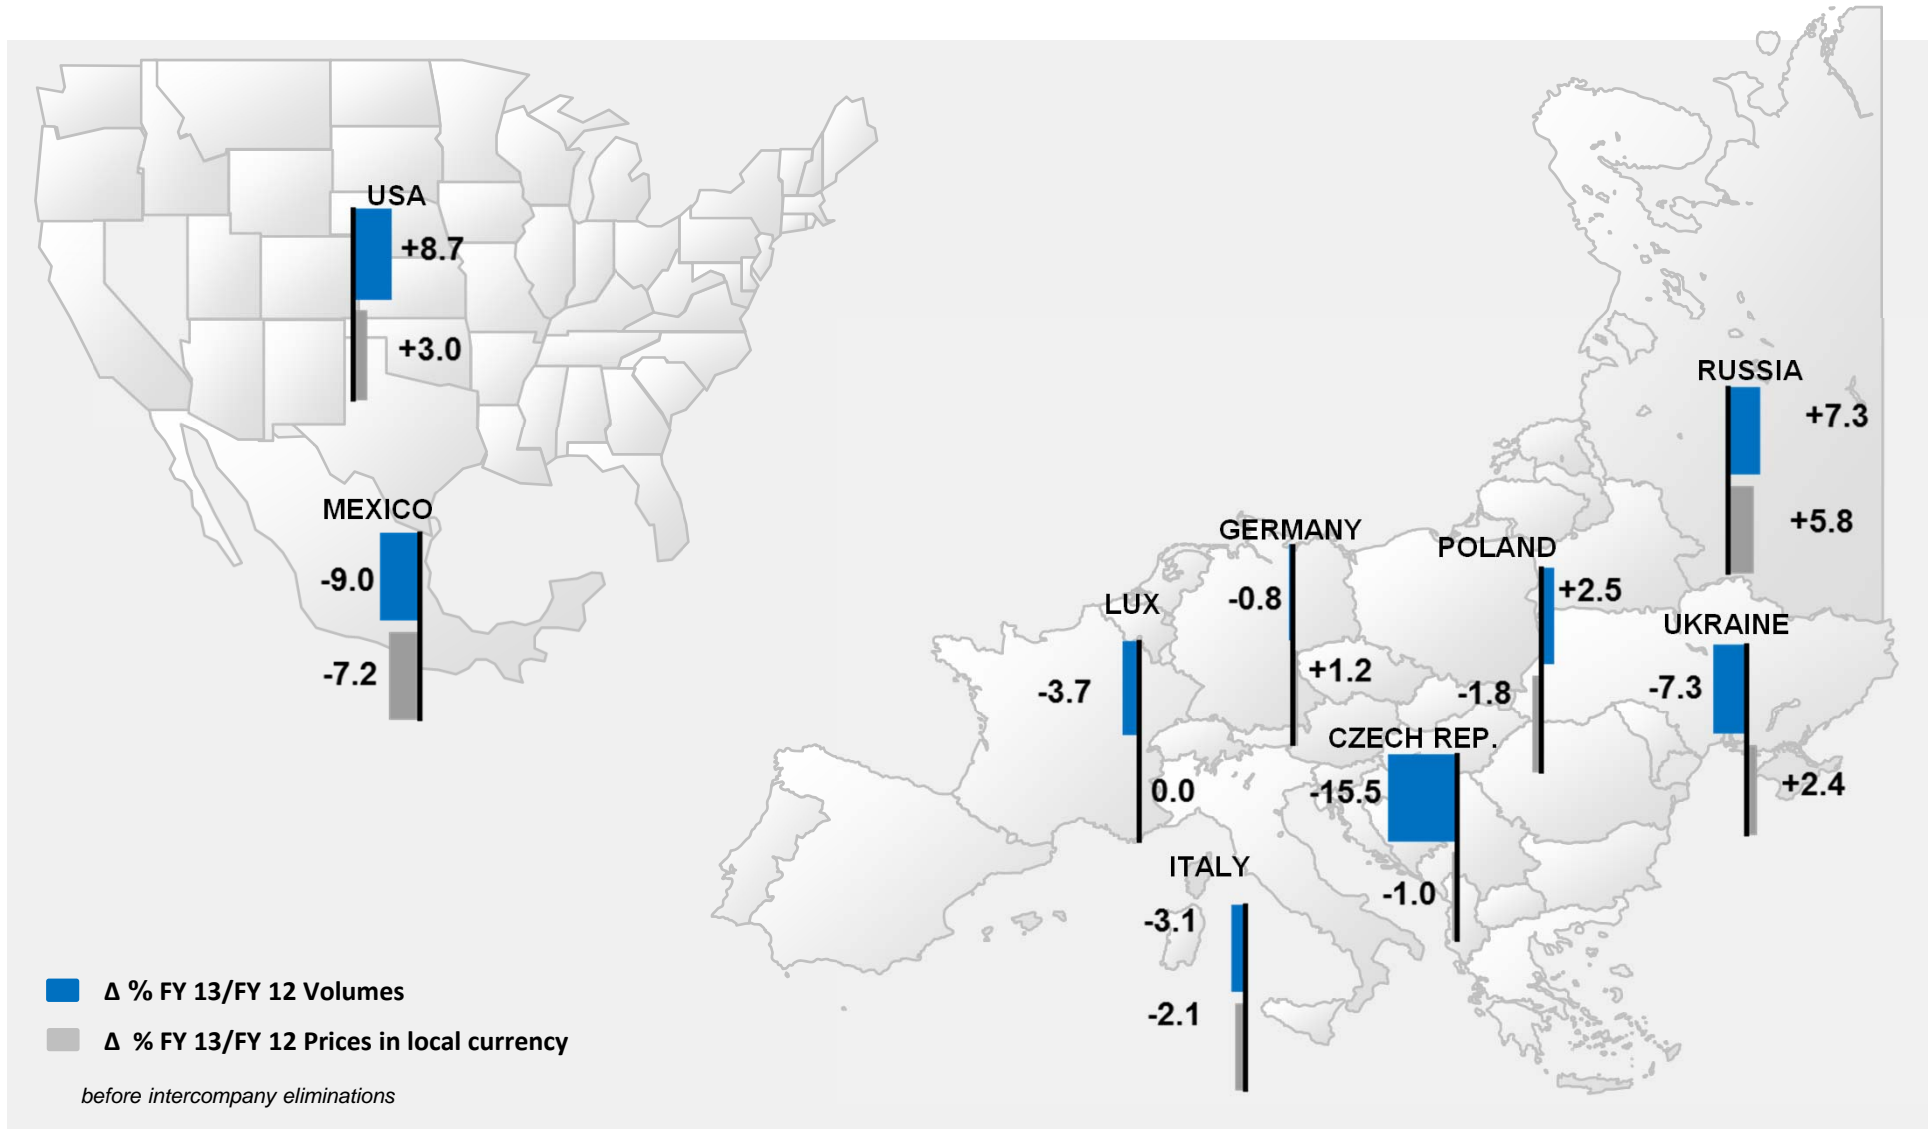 USA
+8.7
+3.0
MEXICO
-9.0
-7.2
RUSSIA
+7.3
+5.8
GERMANY
-0.8
+1.2
POLAND
+2.5
-1.8
LUX
-3.7
0.0
UKRAINE
-7.3
+2.4
CZECH REP.
-15.5
-1.0
ITALY
-3.1
-2.1
Δ % FY 13/FY 12 Volumes
Δ % FY 13/FY 12 Prices in local currency
before intercompany eliminations